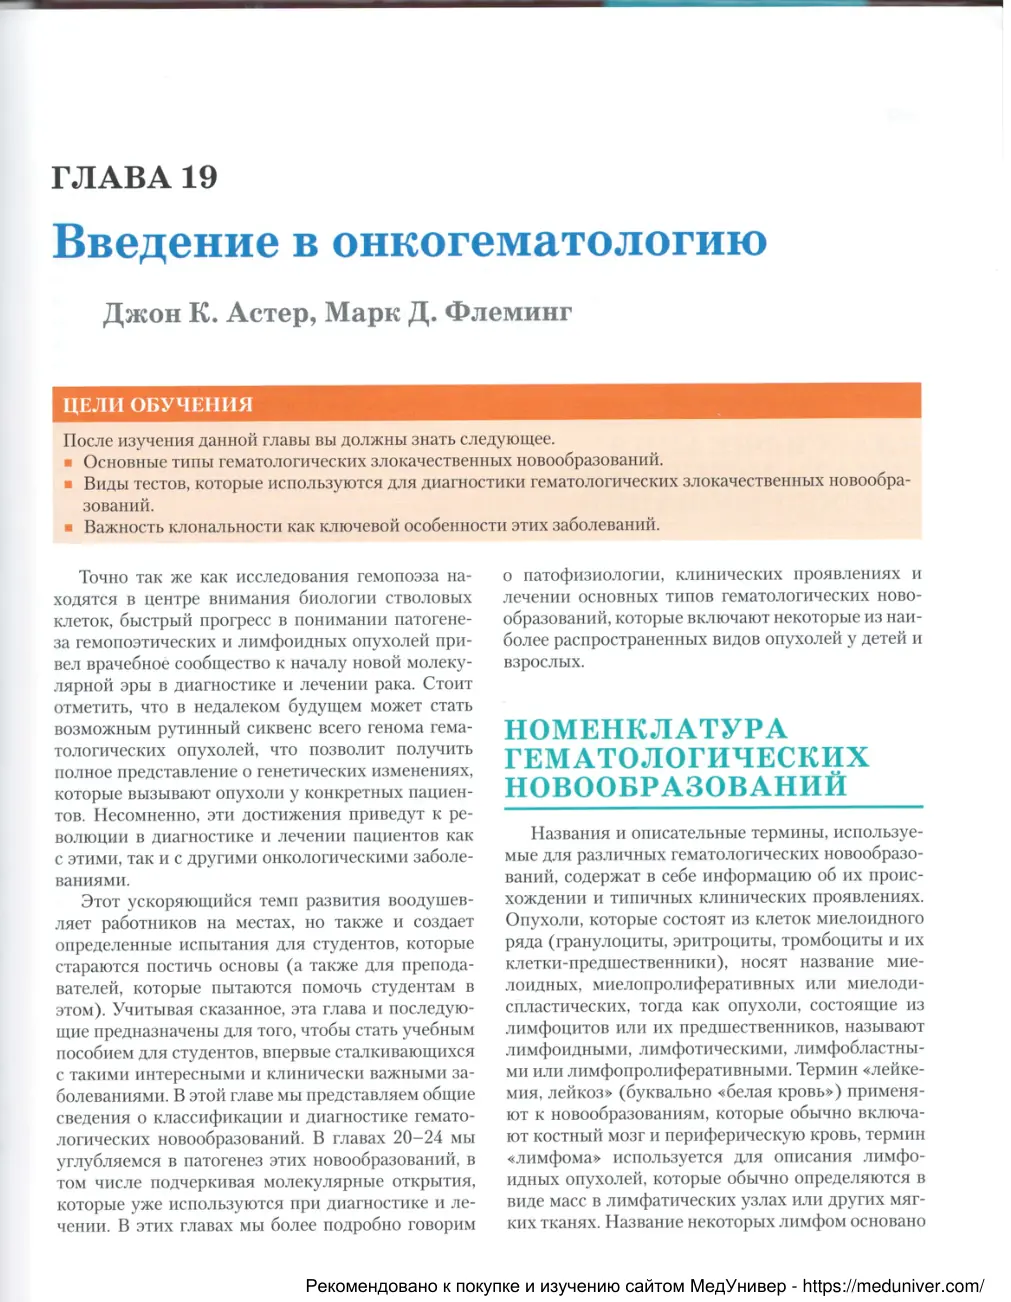 ГЛАВА 19
Введение в онкогематологию
Джон К. Астер, Марк Д. Флеминг
ЦЕЛИ ОБУЧЕНИЯ
После изучения данной главы вы должны знать следующее.
▪ Основные типы гематологических злокачественных новообразований.
▪ Виды тестов, которые используются для диагностики гематологических злокачественных новообра-
зований.
▪ Важность клональности как ключевой особенности этих заболеваний.
Точно так же как исследования гемопоэза на-
ходятся в центре внимания биологии стволовых
клеток, быстрый прогресс в понимании патогене-
за гемопоэтических и лимфоидных опухолей при-
вел врачебное сообщество к началу новой молеку-
лярной эры в диагностике и лечении рака. Стоит
отметить, что в недалеком будущем может стать
возможным рутинный сиквенс всего генома гема-
тологических опухолей, что позволит получить
полное представление о генетических изменениях,
которые вызывают опухоли у конкретных пациен-
тов. Несомненно, эти достижения приведут к ре-
волюции в диагностике и лечении пациентов как
с этими, так и с другими онкологическими заболе-
ваниями.
Этот ускоряющийся темп развития воодушев-
ляет работников на местах, но также и создает
определенные испытания для студентов, которые
стараются постичь основы (а также для препода-
вателей, которые пытаются помочь студентам в
этом). Учитывая сказанное, эта глава и последую-
щие предназначены для того, чтобы стать учебным
пособием для студентов, впервые сталкивающихся
с такими интересными и клинически важными за-
болеваниями. В этой главе мы представляем общие
сведения о классификации и диагностике гемато-
логических новообразований. В главах 20–24 мы
углубляемся в патогенез этих новообразований, в
том числе подчеркивая молекулярные открытия,
которые уже используются при диагностике и ле-
чении. В этих главах мы более подробно говорим
о патофизиологии, клинических проявлениях и
лечении основных типов гематологических ново-
образований, которые включают некоторые из наи-
более распространенных видов опухолей у детей и
взрослых.
НОМЕНКЛАТУРА
ГЕМАТОЛОГИЧЕСКИХ
НОВООБРАЗОВАНИЙ
Названия и описательные термины, используе-
мые для различных гематологических новообразо-
ваний, содержат в себе информацию об их проис-
хождении и типичных клинических проявлениях.
Опухоли, которые состоят из клеток миелоидного
ряда (гранулоциты, эритроциты, тромбоциты и их
клетки-предшественники), носят название мие-
лоидных, миелопролиферативных или миелоди-
спластических, тогда как опухоли, состоящие из
лимфоцитов или их предшественников, называют
лимфоидными, лимфотическими, лимфобластны-
ми или лимфопролиферативными. Термин «лейке-
мия, лейкоз» (буквально «белая кровь») применя-
ют к новообразованиям, которые обычно включа-
ют костный мозг и периферическую кровь, термин
«лимфома» используется для описания лимфо-
идных опухолей, которые обычно определяются в
виде масс в лимфатических узлах или других мяг-
ких тканях. Название некоторых лимфом основано
Рекомендовано к покупке и изучению сайтом МедУнивер - https://meduniver.com/